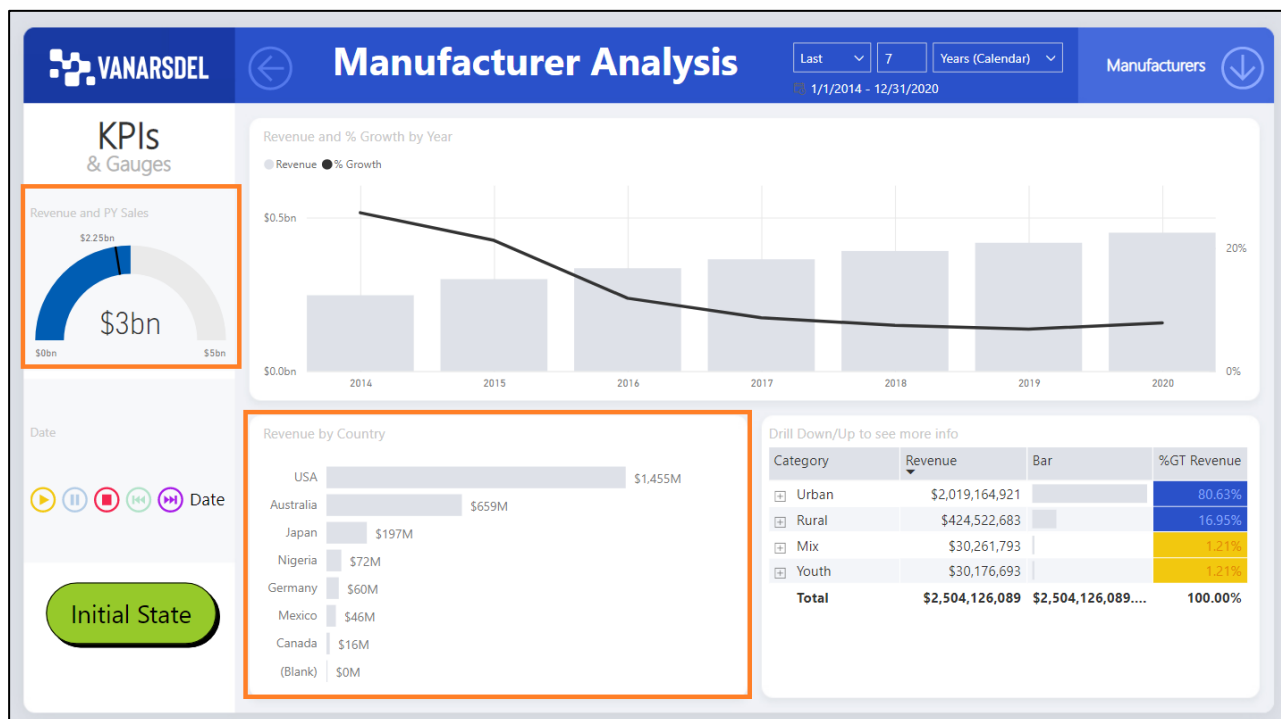 VANARSDEL
Manufacturer Analysis
Last 7 Years (Calendar)
1/1/2014 - 12/31/2020
Manufacturers
KPIs
& Gauges
Revenue and PY Sales
$2.25bn
$3bn
$0bn $5bn
Date
Date
Initial State
Revenue and % Growth by Year
Revenue % Growth
$0.5bn
20%
$0.0bn
0%
2014 2015 2016 2017 2018 2019 2020
Revenue by Country
USA $1,455M
Australia $659M
Japan $197M
Nigeria $72M
Germany $60M
Mexico $46M
Canada $16M
(Blank) $0M
Drill Down/Up to see more info
Category Revenue Bar %GT Revenue
Urban $2,019,164,921 80.63%
Rural $424,522,683 16.95%
Mix $30,261,793 1.21%
Youth $30,176,693 1.21%
Total $2,504,126,089 $2,504,126,089.... 100.00%